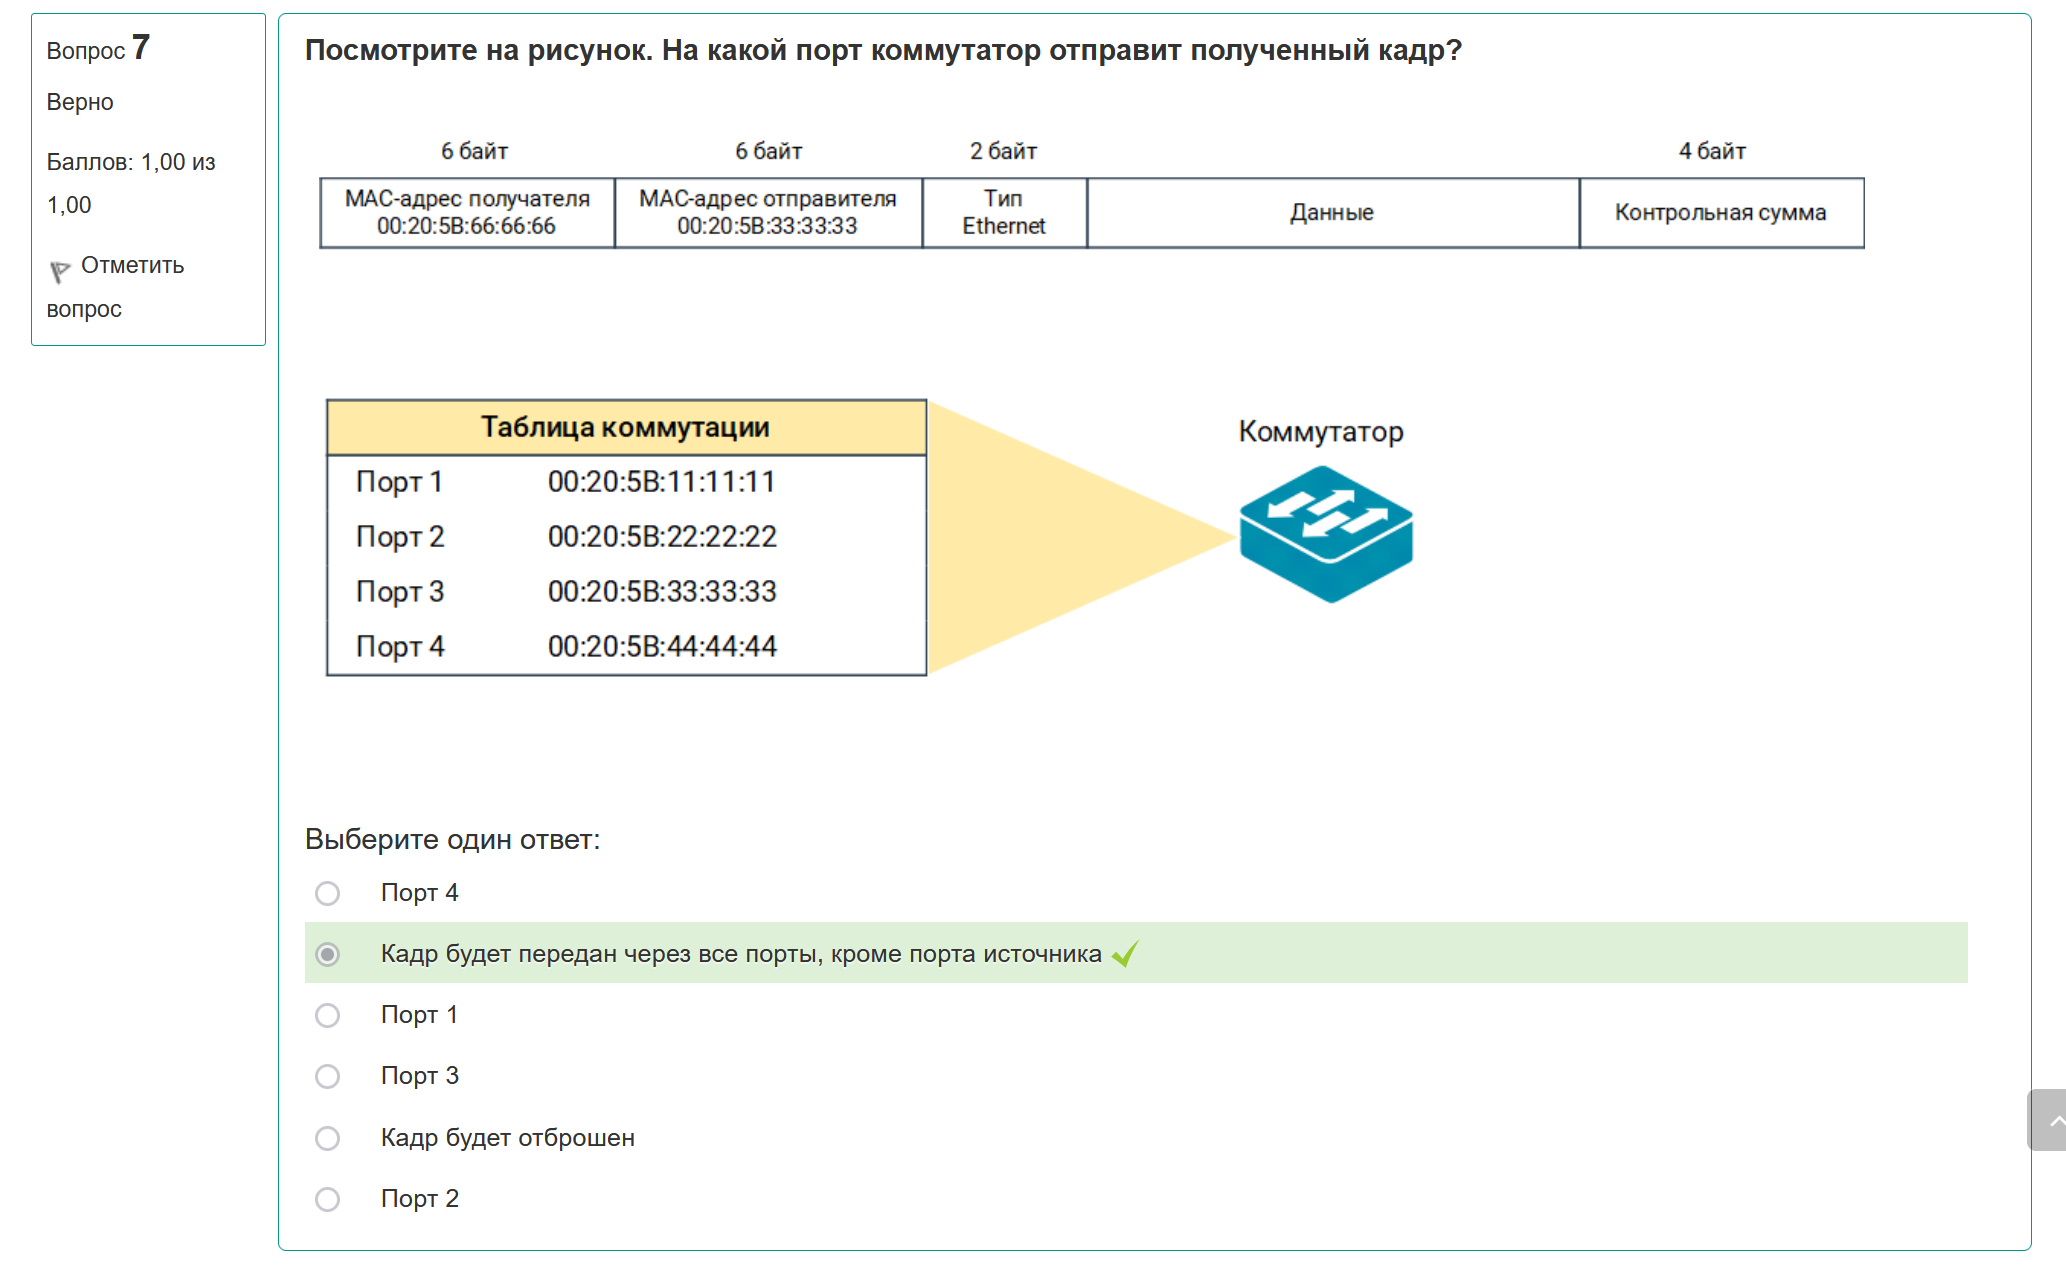 Вопрос 7
Верно
Баллов: 1,00 из
1,00
Отметить
вопрос
Посмотрите на рисунок. На какой порт коммутатор отправит полученный кадр?
6 байт 6 байт 2 байт 4 байт
MAC-адрес получателя MAC-адрес отправителя Тип Данные Контрольная сумма
00:20:5B:66:66:66 00:20:5B:33:33:33 Ethernet
Таблица коммутации
Коммутатор
Порт 1 00:20:5B:11:11:11
Порт 2 00:20:5B:22:22:22
Порт 3 00:20:5B:33:33:33
Порт 4 00:20:5B:44:44:44
Выберите один ответ:
Порт 4
Кадр будет передан через все порты, кроме порта источника
Порт 1
Порт 3
Кадр будет отброшен
Порт 2